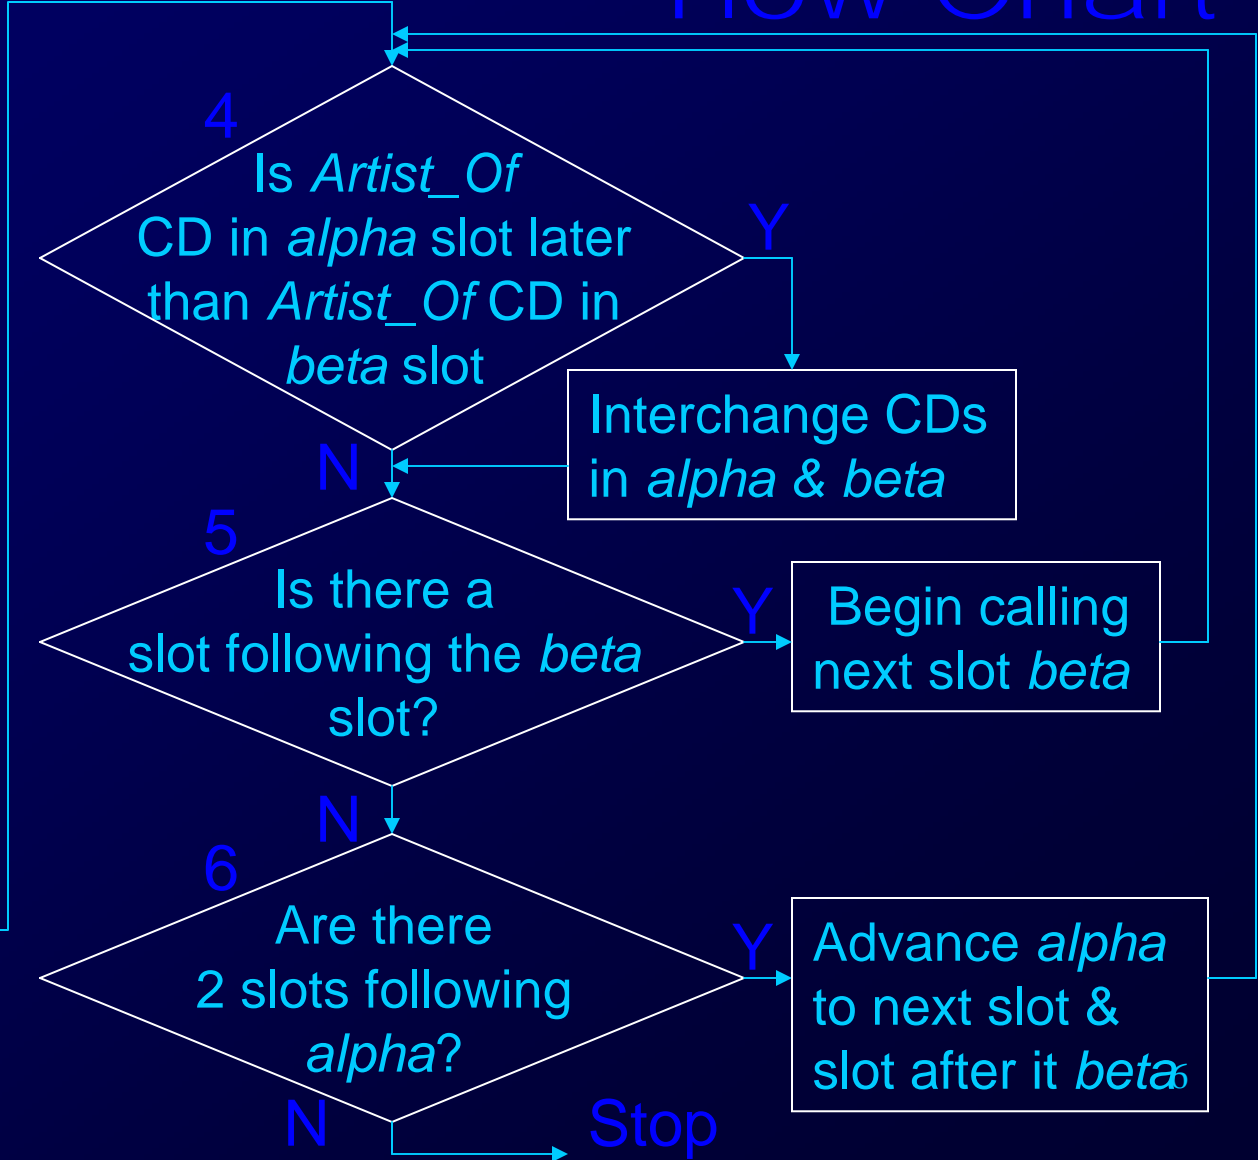 Flow Chart
4
Is Artist_Of
CD in alpha slot later
than Artist_Of CD in
beta slot
Y
Interchange CDs
in alpha & beta
N
5
Is there a
slot following the beta
slot?
Y
Begin calling
next slot beta
N
6
Are there
2 slots following
alpha?
Y
Advance alpha
to next slot &
slot after it beta
6
N
Stop